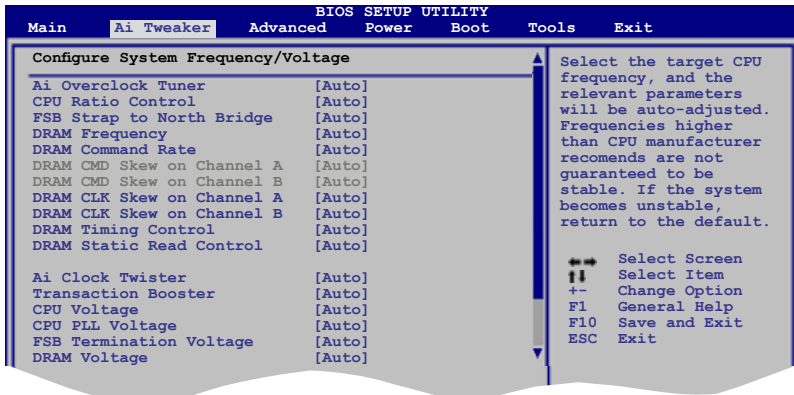 BIOS SETUP UTILITY
Main Ai Tweaker Advanced Power Boot Tools Exit
Configure System Frequency/Voltage
Ai Overclock Tuner [Auto]
CPU Ratio Control [Auto]
FSB Strap to North Bridge [Auto]
DRAM Frequency [Auto]
DRAM Command Rate [Auto]
DRAM CMD Skew on Channel A [Auto]
DRAM CMD Skew on Channel B [Auto]
DRAM CLK Skew on Channel A [Auto]
DRAM CLK Skew on Channel B [Auto]
DRAM Timing Control [Auto]
DRAM Static Read Control [Auto]
Ai Clock Twister [Auto]
Transaction Booster [Auto]
CPU Voltage [Auto]
CPU PLL Voltage [Auto]
FSB Termination Voltage [Auto]
DRAM Voltage [Auto]
Select the target CPU
frequency, and the
relevant parameters
will be auto-adjusted.
Frequencies higher
than CPU manufacturer
recomends are not
guaranteed to be
stable. If the system
becomes unstable,
return to the default.
Select Screen
Select Item
+- Change Option
F1 General Help
F10 Save and Exit
ESC Exit